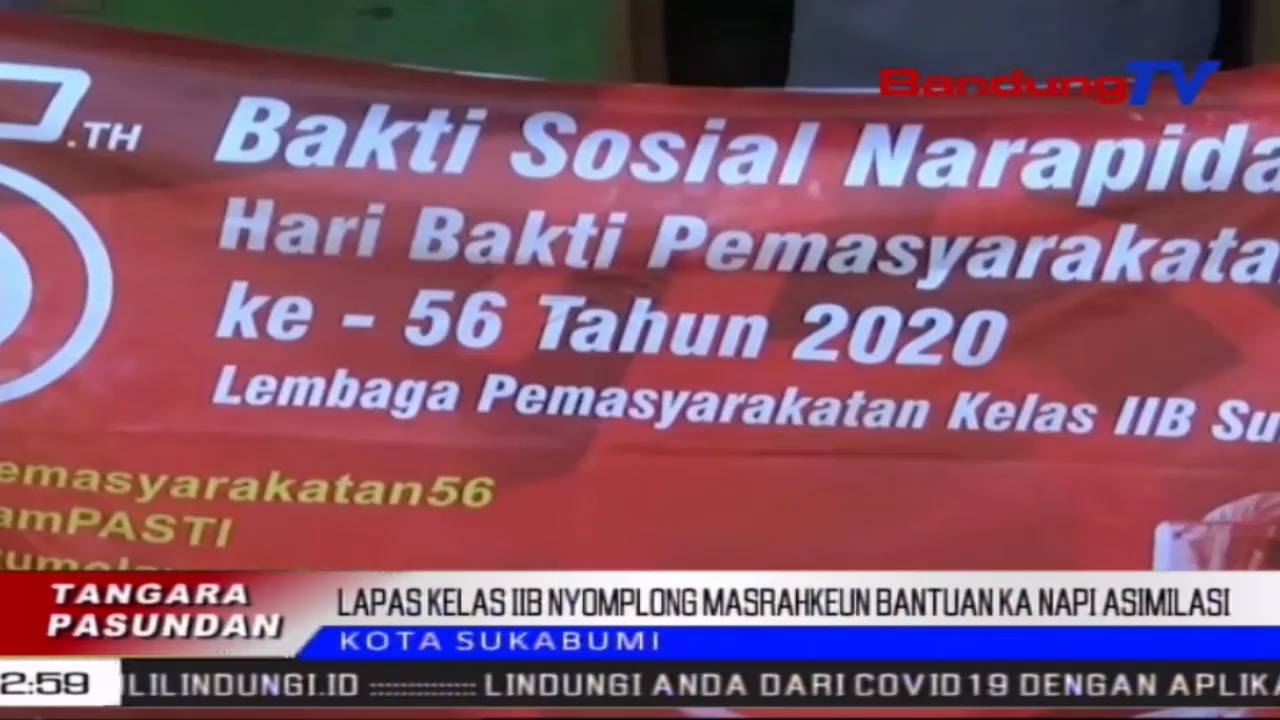 BandungTV
.TH
Bakti Sosial Narapida
Hari Bakti Pemasyarakata
ke - 56 Tahun 2020
Lembaga Pemasyarakatan Kelas IIB Su
emasyarakatan56
amPASTI
TANGARA
PASUNDAN
LAPAS KELAS IIB NYOMPLONG MASRAHKEUN BANTUAN KA NAPI ASIMILASI
KOTA SUKABUMI
2:59
LILINDUNGI.ID :::::::::::::::: LINDUNGI ANDA DARI COVID19 DENGAN APLIKA